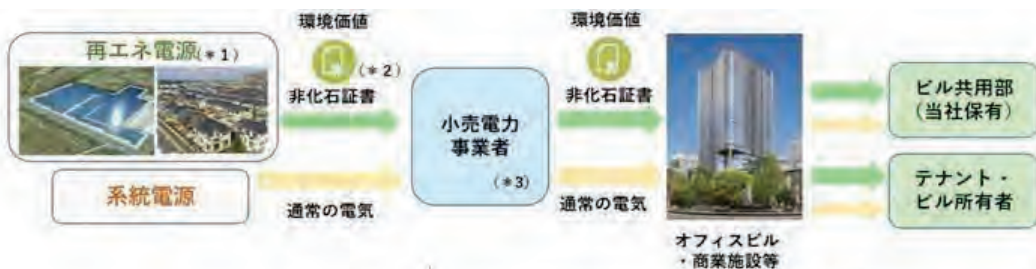 環境価値
環境価値
再エネ電源(*1)
(*2)
非化石証書
非化石証書
小売電力
事業者
(*3)
ビル共用部
(当社保有)
系統電源
通常の電気
通常の電気
テナント・
ビル所有者
オフィスビル
・商業施設等